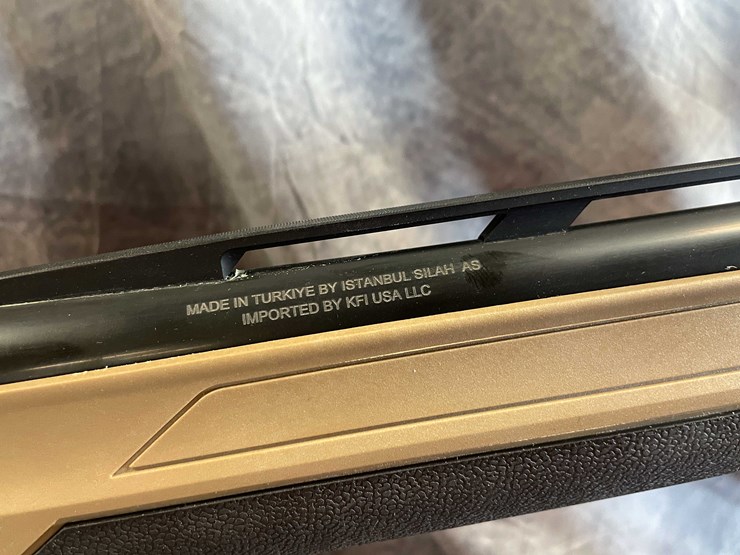 MADE IN TURKIYE BY ISTANBUL SILAH AS
IMPORTED BY KFI USA LLC